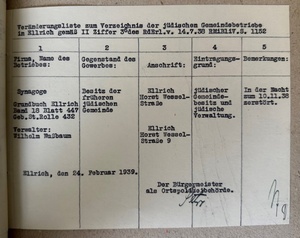 Veränderungsliste zum Verzeichnis der jüdischen Gemeindebetriebe
in Ellrich gemäß II Ziffer 3 des RdErl.v. 14.7.38 RMBliV.S. 1152
1 2 3 4 5
Firma, Name des Betriebes: Gegenstand des Gewerbes: Anschrift: Eintragungs-grund: Bemerkungen:
Synagoge Besitz der Ellrich jüdischer In der Nacht
früheren Horst Wessel- Gemeinde- zum 10.11.38
Grundbuch Ellrich jüdischen Straße besitz und zerstört.
Band 18 Blatt 447 Gemeinde jüdische
Geb.St.Rolle 432 Verwaltung.
Verwalter: Ellrich
Wilhelm Nußbaum Horst Wessel-
Straße 9
Ellrich, den 24. Februar 1939.
Der Bürgermeister
als Ortspolizeibehörde.